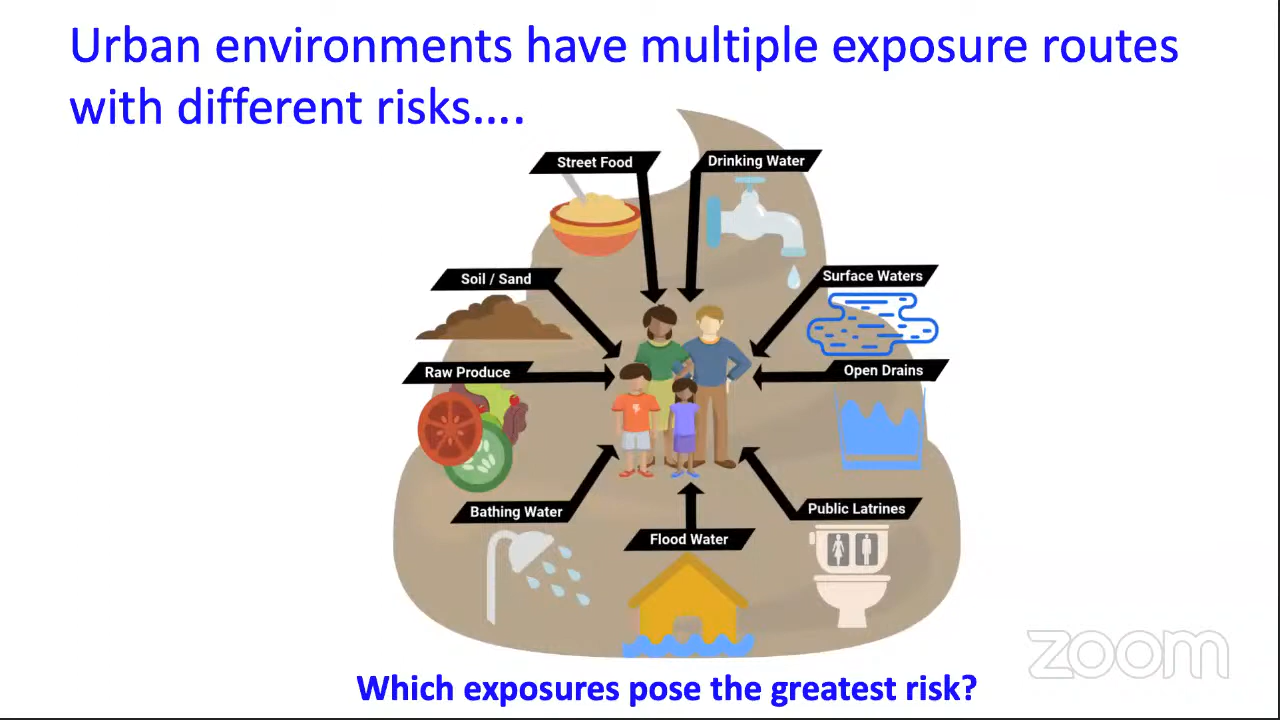 Urban environments have multiple exposure routes
with different risks....
Street Food
Drinking Water
Soil / Sand
Surface Waters
Raw Produce
Open Drains
Bathing Water
Public Latrines
Flood Water
zoom
Which exposures pose the greatest risk?